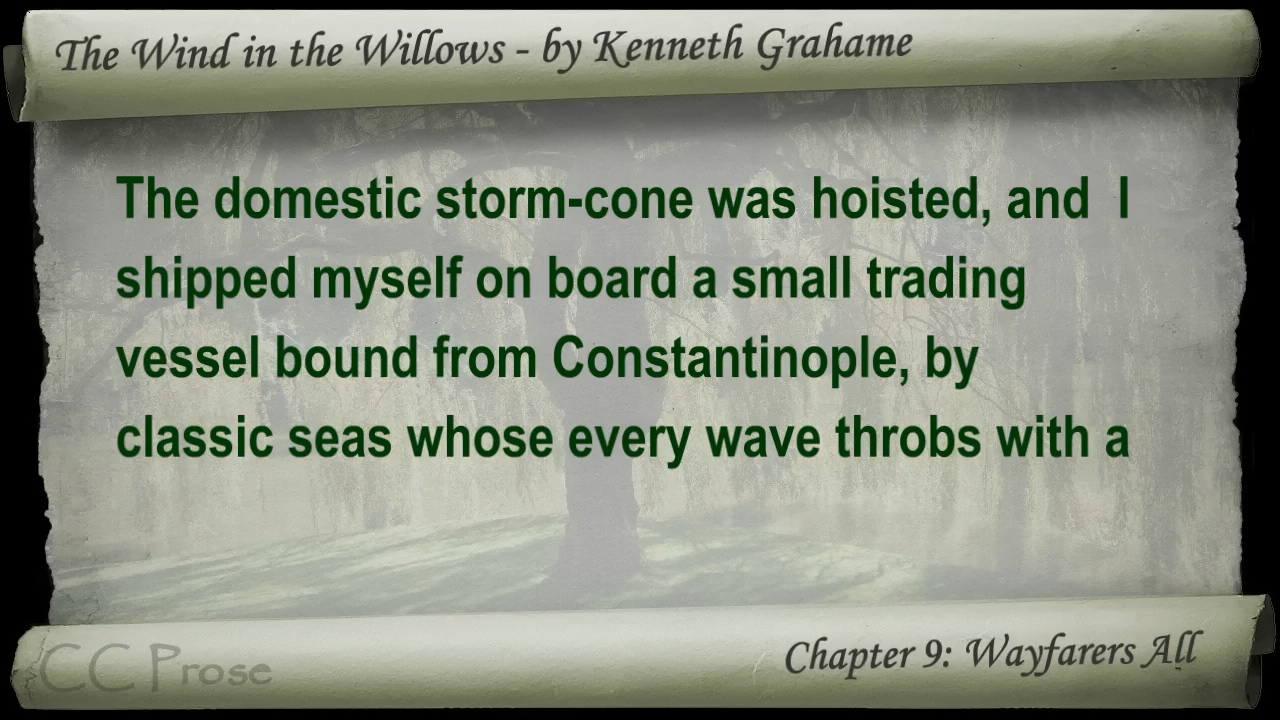 The Wind in the Willows - by Kenneth Grahame
The domestic storm-cone was hoisted, and I
shipped myself on board a small trading
vessel bound from Constantinople, by
classic seas whose every wave throbs with a
CC Prose
Chapter 9: Wayfarers All